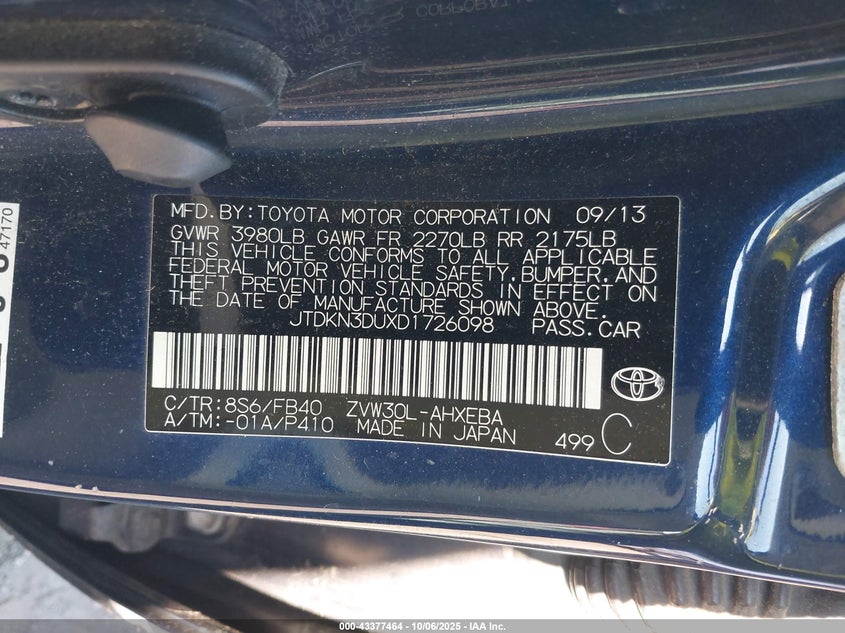 MFD. BY: TOYOTA MOTOR CORPORATION 09/13
GVWR 3980LB GAWR FR 2270LB RR 2175LB
THIS VEHICLE CONFORMS TO ALL APPLICABLE
FEDERAL MOTOR VEHICLE SAFETY, BUMPER, AND
THEFT PREVENTION STANDARDS IN EFFECT ON
THE DATE OF MANUFACTURE SHOWN ABOVE.
JTDKN3DUXD1726098 PASS. CAR
C/TR: 8S6/FB40 ZVW30L-AHXEBA
A/TM: -01A/P410 MADE IN JAPAN 499 C
47170
000-43377464 - 10/06/2025 - IAA Inc.